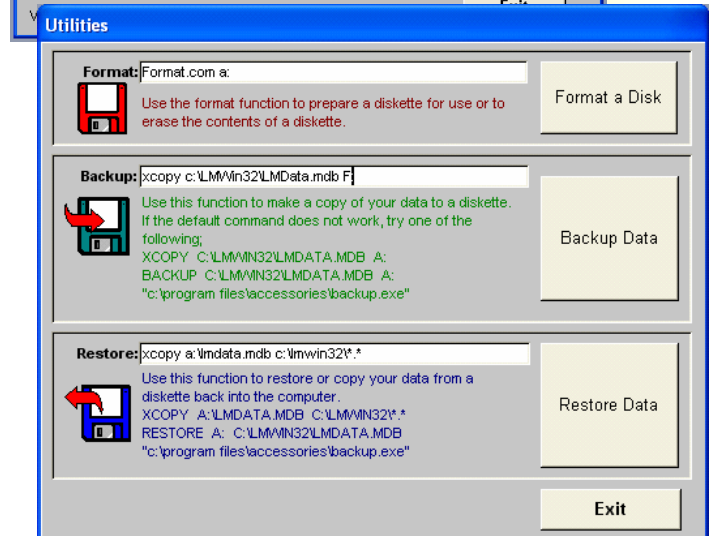 Exit
Utilities
Format: Format.com a:
Use the format function to prepare a diskette for use or to
erase the contents of a diskette.
Format a Disk
Backup: xcopy c:\LMWin32\LMData.mdb F:
Use this function to make a copy of your data to a diskette.
If the default command does not work, try one of the
following;
XCOPY C:\LMWIN32\LMDATA.MDB A:
BACKUP C:\LMWIN32\LMDATA.MDB A:
"c:\program files\accessories\backup.exe"
Backup Data
Restore: xcopy a:\lmdata.mdb c:\lmwin32\*.*
Use this function to restore or copy your data from a
diskette back into the computer.
XCOPY A:\LMDATA.MDB C:\LMWIN32\*.*
RESTORE A: C:\LMWIN32\LMDATA.MDB
"c:\program files\accessories\backup.exe"
Restore Data
Exit